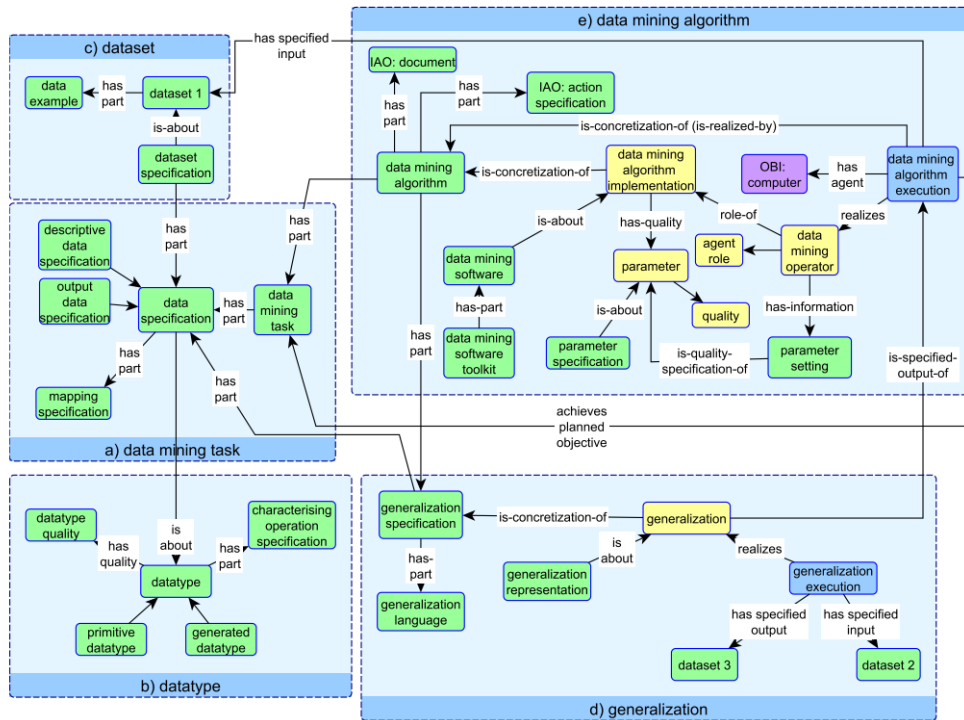 e) data mining algorithm
c) dataset
has specified
input
IAO: document
data
example
has
part
dataset 1
has
part
has
part
IAO: action
specification
is-about
is-concretization-of (is-realized-by)
dataset
specification
data mining
algorithm
is-concretization-of
data mining
algorithm
implementation
OBI:
computer
has
agent
data mining
algorithm
execution
is-about
has-quality
role-of
realizes
descriptive
data
specification
has
part
has
part
data mining
software
parameter
agent
role
data
mining
operator
output
data
specification
data
specification
has
part
data
mining
task
has-part
is-about
quality
has-information
has
part
has
part
data mining
software
toolkit
parameter
specification
is-quality-
specification-of
parameter
setting
is-specified-
output-of
mapping
specification
has
part
achieves
planned
objective
a) data mining task
datatype
quality
characterising
operation
specification
is
about
has
quality
has
part
datatype
primitive
datatype
generated
datatype
b) datatype
generalization
specification
is-concretization-of
generalization
is
about
realizes
has-
part
generalization
representation
generalization
execution
generalization
language
has specified
output
has specified
input
dataset 3
dataset 2
d) generalization